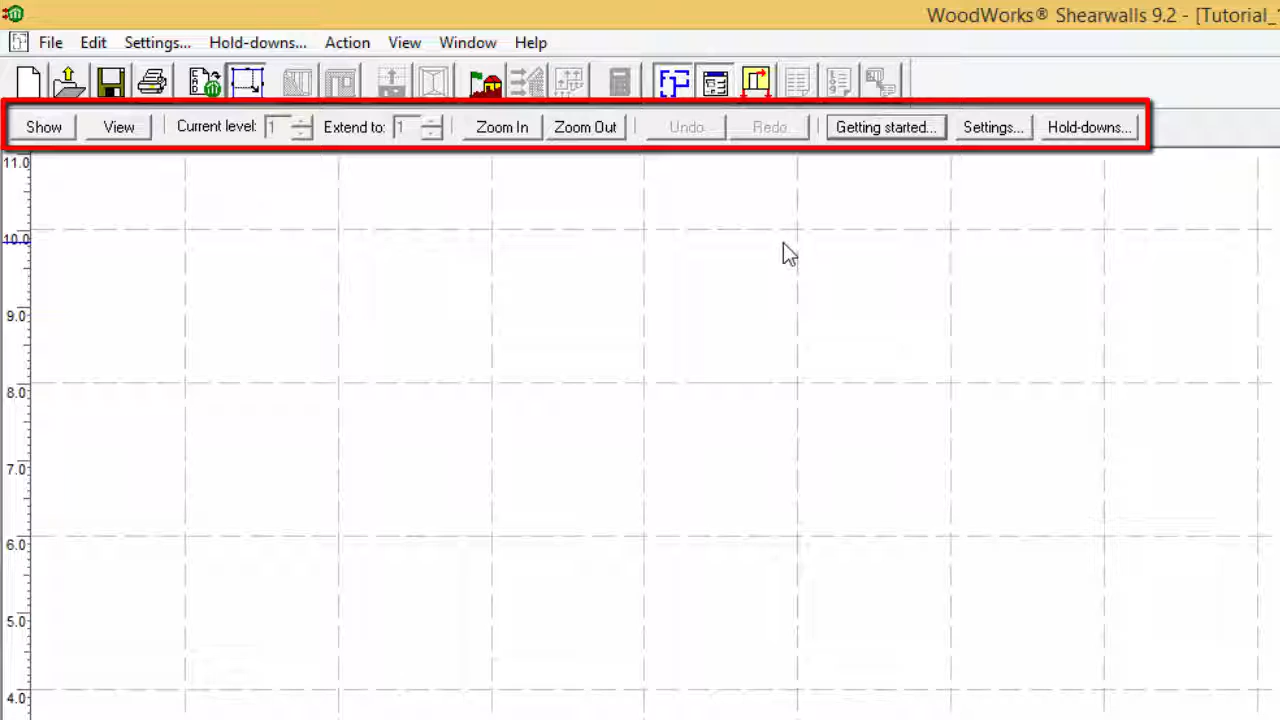 WoodWorks® Shearwalls 9.2 - [Tutorial_
File Edit Settings... Hold-downs... Action View Window Help
Show View Current level: 1 Extend to: 1 Zoom In Zoom Out Undo Redo Getting started... Settings... Hold-downs...
11.0
10.0
9.0
8.0
7.0
6.0
5.0
4.0